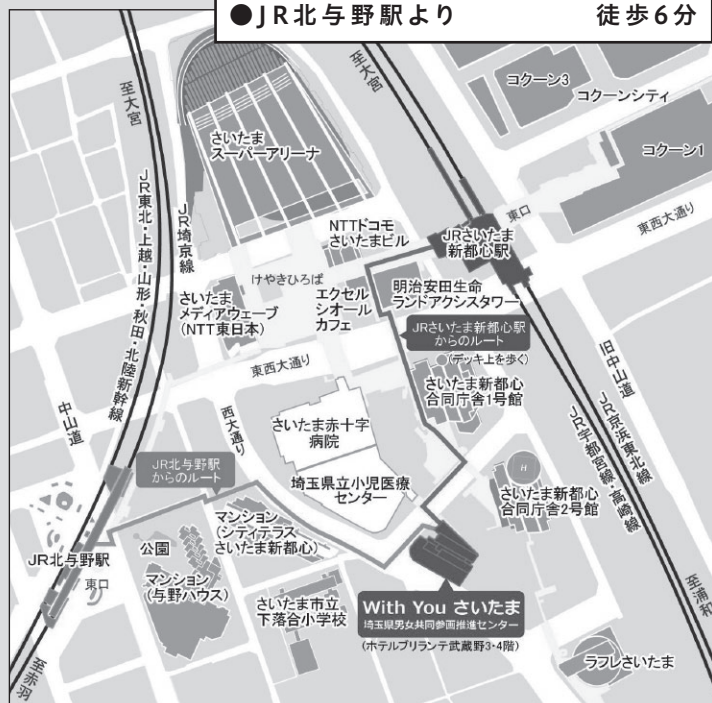 ●JR北与野駅より 徒歩6分
至大宮
至大宮
コクーン3
コクーンシティ
コクーン1
さいたま
スーパーアリーナ
JR東北・上越・山形・秋田・北陸新幹線
JR埼京線
NTTドコモ
さいたまビル
東口
JRさいたま
新都心駅
東西大通り
けやきひろば
さいたま
メディアウェーブ
(NTT東日本)
エクセル
シオール
カフェ
明治安田生命
ランドアクシスタワー
JRさいたま新都心駅
からのルート
(デッキ上を歩く)
東西大通り
さいたま新都心
合同庁舎1号館
旧中山道
JR京浜東北線
JR宇都宮線・高崎線
中山道
西大通り
さいたま赤十字
病院
JR北与野駅
からのルート
埼玉県立小児医療
センター
H
さいたま新都心
合同庁舎2号館
マンション
(シティテラス
さいたま新都心)
JR北与野駅
東口
公園
マンション
(与野ハウス)
さいたま市立
下落合小学校
With You さいたま
埼玉県男女共同参画推進センター
(ホテルブリランテ武蔵野3・4階)
至浦和
ラフレさいたま
至赤羽